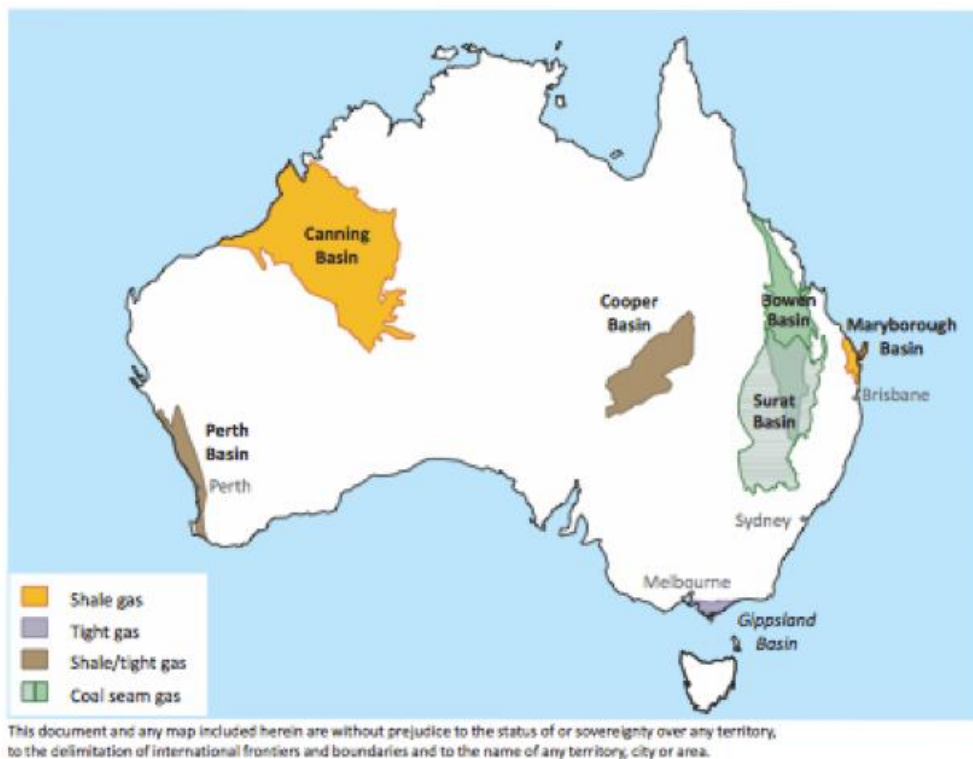 Canning
Basin
Cooper
Basin
Bowen
Basin
Maryborough
Basin
Brisbane
Surat
Basin
Perth
Basin
Perth
Sydney
Melbourne
Gippsland
Basin
Shale gas
Tight gas
Shale/tight gas
Coal seam gas
This document and any map included herein are without prejudice to the status of or sovereignty over any territory,
to the delimitation of international frontiers and boundaries and to the name of any territory, city or area.